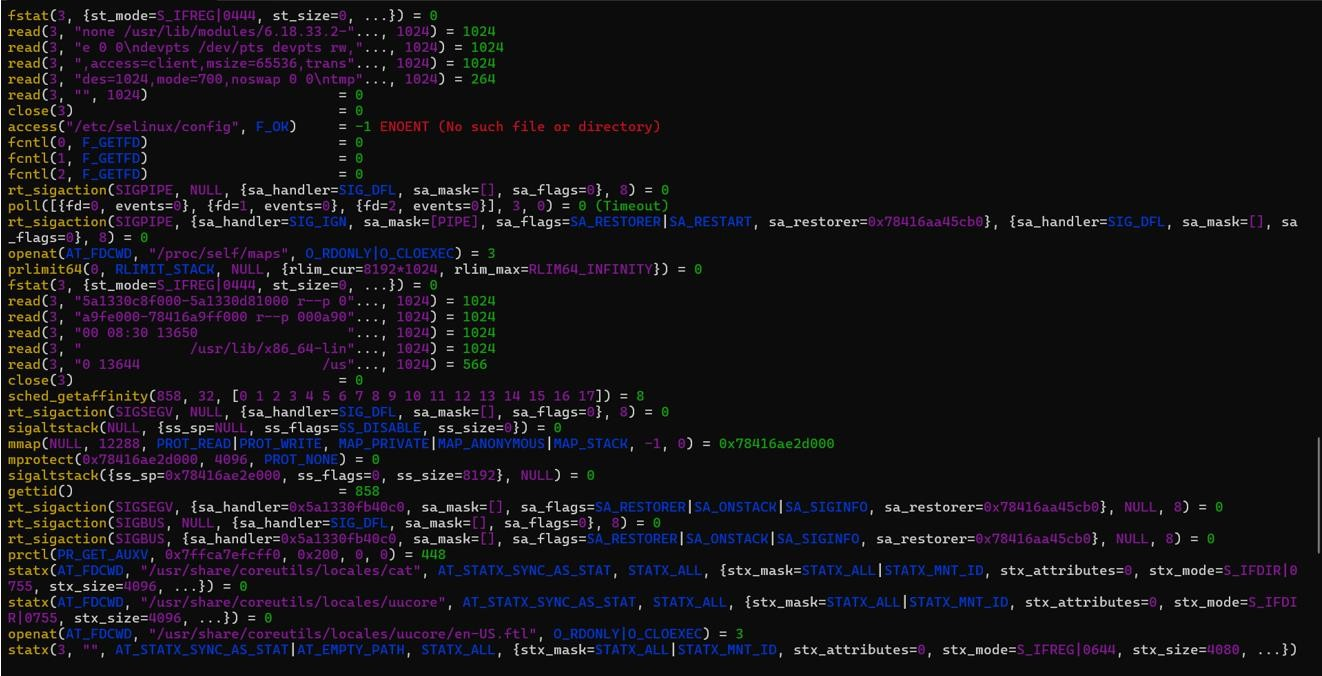 fstat(3, {st_mode=S_IFREG|0444, st_size=0, ...}) = 0
read(3, "none /usr/lib/modules/6.18.33.2-"..., 1024) = 1024
read(3, "e 0 0\ndevpts /dev/pts devpts rw,"..., 1024) = 1024
read(3, ",access=client,msize=65536,trans"..., 1024) = 1024
read(3, "des=1024,mode=700,noswap 0 0\ntmp"..., 1024) = 264
read(3, "", 1024)                       = 0
close(3)                                = 0
access("/etc/selinux/config", F_OK)     = -1 ENOENT (No such file or directory)
fcntl(0, F_GETFD)                       = 0
fcntl(1, F_GETFD)                       = 0
fcntl(2, F_GETFD)                       = 0
rt_sigaction(SIGPIPE, NULL, {sa_handler=SIG_DFL, sa_mask=[], sa_flags=0}, 8) = 0
poll([{fd=0, events=0}, {fd=1, events=0}, {fd=2, events=0}], 3, 0) = 0 (Timeout)
rt_sigaction(SIGPIPE, {sa_handler=SIG_IGN, sa_mask=[PIPE], sa_flags=SA_RESTORER|SA_RESTART, sa_restorer=0x78416aa45cb0}, {sa_handler=SIG_DFL, sa_mask=[], sa
_flags=0}, 8) = 0
openat(AT_FDCWD, "/proc/self/maps", O_RDONLY|O_CLOEXEC) = 3
prlimit64(0, RLIMIT_STACK, NULL, {rlim_cur=8192*1024, rlim_max=RLIM64_INFINITY}) = 0
fstat(3, {st_mode=S_IFREG|0444, st_size=0, ...}) = 0
read(3, "5a1330c8f000-5a1330d81000 r--p 0"..., 1024) = 1024
read(3, "a9fe000-78416a9ff000 r--p 000a90"..., 1024) = 1024
read(3, "00 08:30 13650                  "..., 1024) = 1024
read(3, "             /usr/lib/x86_64-lin"..., 1024) = 1024
read(3, "0 13644                      /us"..., 1024) = 566
close(3)                                = 0
sched_getaffinity(858, 32, [0 1 2 3 4 5 6 7 8 9 10 11 12 13 14 15 16 17]) = 8
rt_sigaction(SIGSEGV, NULL, {sa_handler=SIG_DFL, sa_mask=[], sa_flags=0}, 8) = 0
sigaltstack(NULL, {ss_sp=NULL, ss_flags=SS_DISABLE, ss_size=0}) = 0
mmap(NULL, 12288, PROT_READ|PROT_WRITE, MAP_PRIVATE|MAP_ANONYMOUS|MAP_STACK, -1, 0) = 0x78416ae2d000
mprotect(0x78416ae2d000, 4096, PROT_NONE) = 0
sigaltstack({ss_sp=0x78416ae2e000, ss_flags=0, ss_size=8192}, NULL) = 0
gettid()                                = 858
rt_sigaction(SIGSEGV, {sa_handler=0x5a1330fb40c0, sa_mask=[], sa_flags=SA_RESTORER|SA_ONSTACK|SA_SIGINFO, sa_restorer=0x78416aa45cb0}, NULL, 8) = 0
rt_sigaction(SIGBUS, NULL, {sa_handler=SIG_DFL, sa_mask=[], sa_flags=0}, 8) = 0
rt_sigaction(SIGBUS, {sa_handler=0x5a1330fb40c0, sa_mask=[], sa_flags=SA_RESTORER|SA_ONSTACK|SA_SIGINFO, sa_restorer=0x78416aa45cb0}, NULL, 8) = 0
prctl(PR_GET_AUXV, 0x7ffca7efcff0, 0x200, 0, 0) = 448
statx(AT_FDCWD, "/usr/share/coreutils/locales/cat", AT_STATX_SYNC_AS_STAT, STATX_ALL, {stx_mask=STATX_ALL|STATX_MNT_ID, stx_attributes=0, stx_mode=S_IFDIR|0
755, stx_size=4096, ...}) = 0
statx(AT_FDCWD, "/usr/share/coreutils/locales/uucore", AT_STATX_SYNC_AS_STAT, STATX_ALL, {stx_mask=STATX_ALL|STATX_MNT_ID, stx_attributes=0, stx_mode=S_IFDI
R|0755, stx_size=4096, ...}) = 0
openat(AT_FDCWD, "/usr/share/coreutils/locales/uucore/en-US.ftl", O_RDONLY|O_CLOEXEC) = 3
statx(3, "", AT_STATX_SYNC_AS_STAT|AT_EMPTY_PATH, STATX_ALL, {stx_mask=STATX_ALL|STATX_MNT_ID, stx_attributes=0, stx_mode=S_IFREG|0644, stx_size=4080, ...})